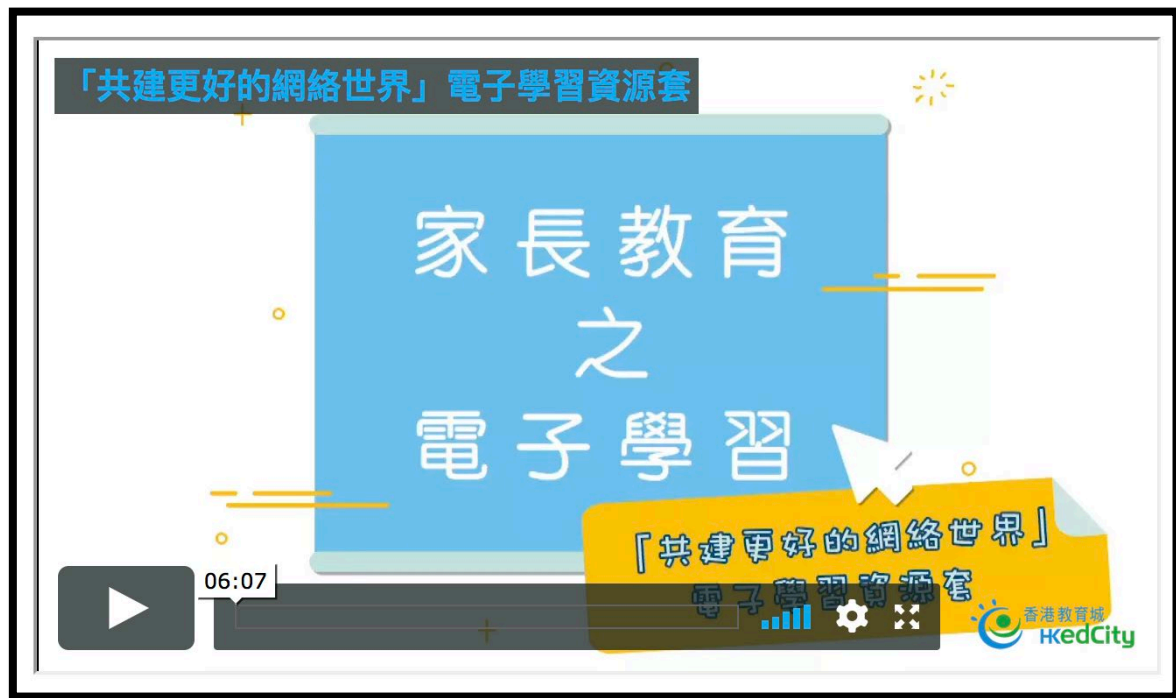 「共建更好的網絡世界」電子學習資源套
家長教育
之
電子學習
「共建更好的網絡世界」
電子學習資源套
06:07
香港教育城
HKedCity